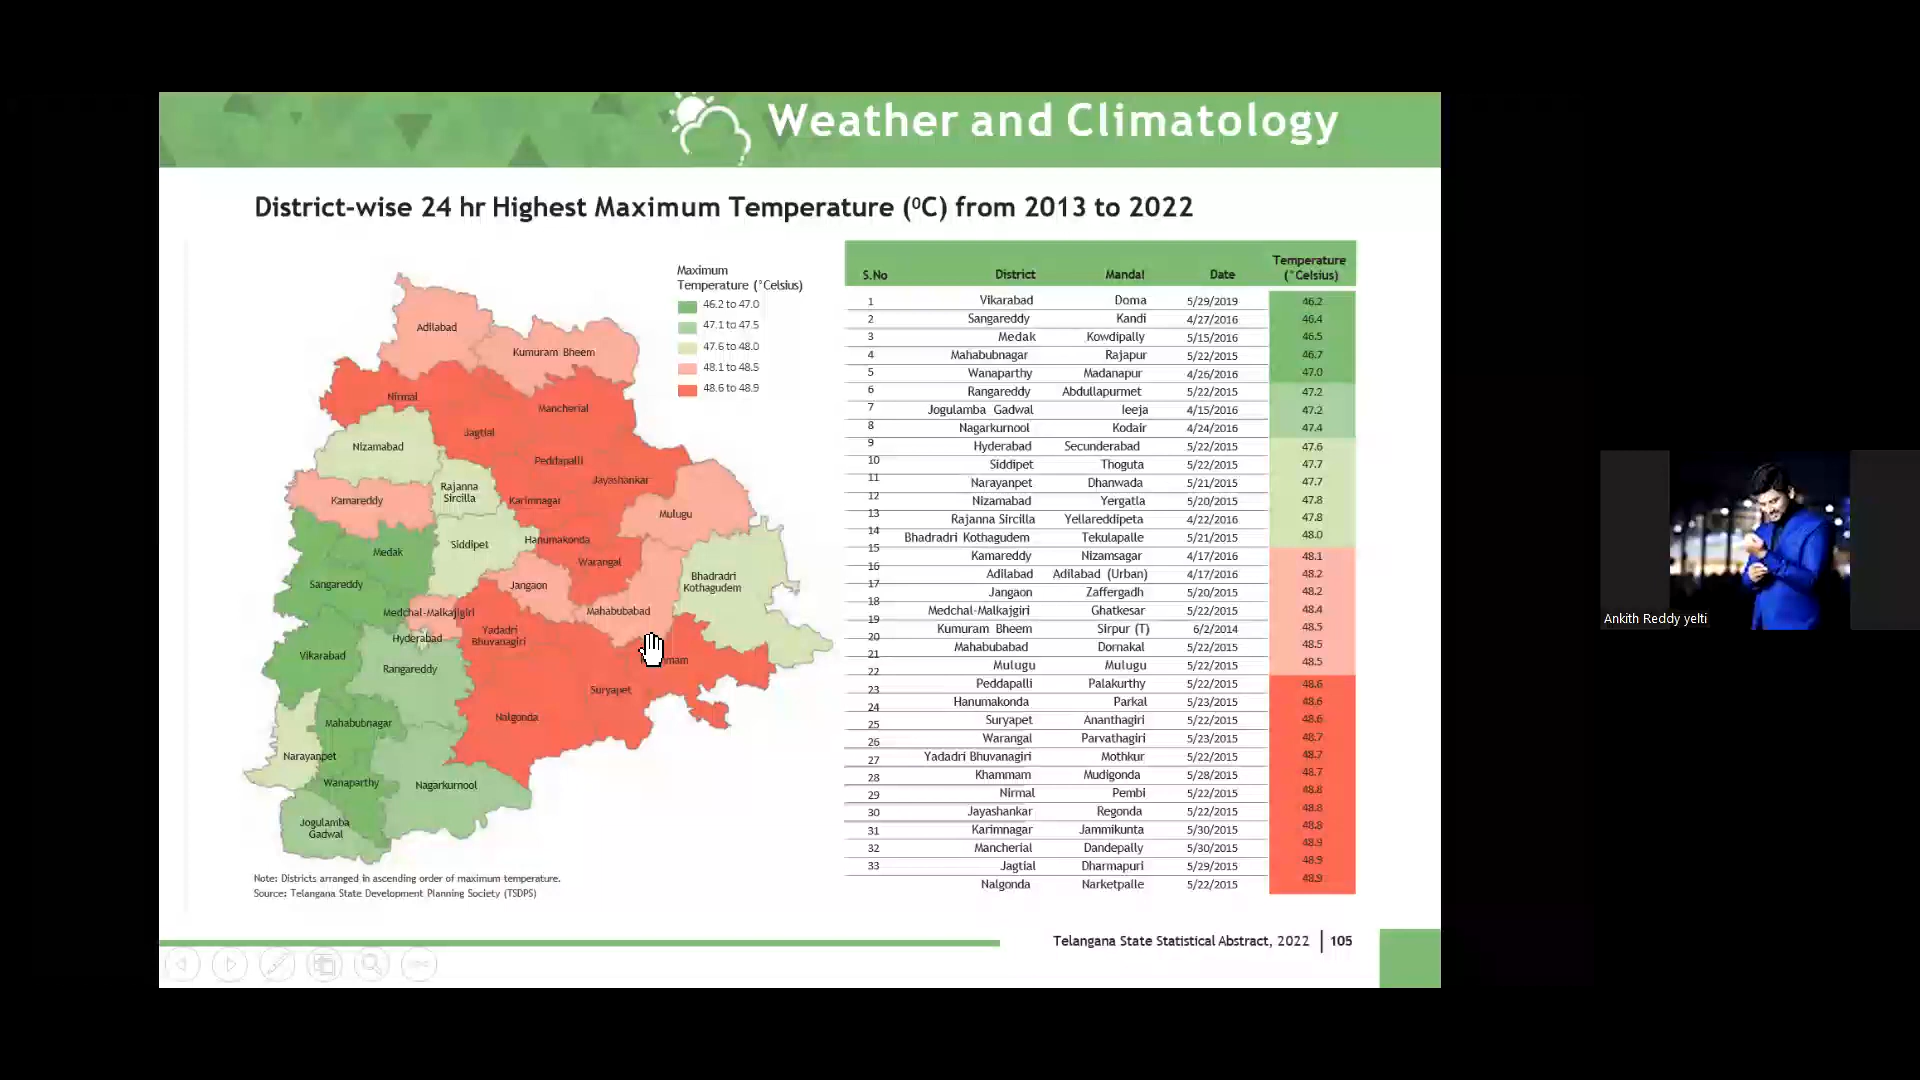 Weather and Climatology
District-wise 24 hr Highest Maximum Temperature (⁰C) from 2013 to 2022
Maximum
Temperature (°Celsius)
46.2 to 47.0
47.1 to 47.5
47.6 to 48.0
48.1 to 48.5
48.6 to 48.9
Adilabad
Kumuram Bheem
Nirmal
Mancherial
Jagtial
Nizamabad
Peddapalli
Jayashankar
Rajanna
Sircilla
Karimnagar
Kamareddy
Mulugu
Hanumakonda
Siddipet
Medak
Warangal
Sangareddy
Jangaon
Bhadradri
Kothagudem
Mahabubabad
Medchal-Malkajigiri
Hyderabad
Yadadri
Bhuvanagiri
Vikarabad
Rangareddy
mam
Suryapet
Nalgonda
Mahabubnagar
Narayanpet
Wanaparthy
Nagarkurnool
Jogulamba
Gadwal
Note: Districts arranged in ascending order of maximum temperature.
Source: Telangana State Development Planning Society (TSDPS)
S.No District Mandal Date Temperature (°Celsius)
1 Vikarabad Doma 5/29/2019 46.2
2 Sangareddy Kandi 4/27/2016 46.4
3 Medak Kowdipally 5/15/2016 46.5
4 Mahabubnagar Rajapur 5/22/2015 46.7
5 Wanaparthy Madanapur 4/26/2016 47.0
6 Rangareddy Abdullapurmet 5/22/2015 47.2
7 Jogulamba Gadwal Ieeja 4/15/2016 47.2
8 Nagarkurnool Kodair 4/24/2016 47.4
9 Hyderabad Secunderabad 5/22/2015 47.6
10 Siddipet Thoguta 5/22/2015 47.7
11 Narayanpet Dhanwada 5/21/2015 47.7
12 Nizamabad Yergatla 5/20/2015 47.8
13 Rajanna Sircilla Yellareddipeta 4/22/2016 47.8
14 Bhadradri Kothagudem Tekulapalle 5/21/2015 48.0
15 Kamareddy Nizamsagar 4/17/2016 48.1
16 Adilabad Adilabad (Urban) 4/17/2016 48.2
17 Jangaon Zaffergadh 5/20/2015 48.2
18 Medchal-Malkajgiri Ghatkesar 5/22/2015 48.4
19 Kumuram Bheem Sirpur (T) 6/2/2014 48.5
20 Mahabubabad Dornakal 5/22/2015 48.5
21 Mulugu Mulugu 5/22/2015 48.5
22 Peddapalli Palakurthy 5/22/2015 48.6
23 Hanumakonda Parkal 5/23/2015 48.6
24 Suryapet Ananthagiri 5/22/2015 48.6
25 Warangal Parvathagiri 5/23/2015 48.7
26 Yadadri Bhuvanagiri Mothkur 5/22/2015 48.7
27 Khammam Mudigonda 5/28/2015 48.7
28 Nirmal Pembi 5/22/2015 48.8
29 Jayashankar Regonda 5/22/2015 48.8
30 Karimnagar Jammikunta 5/30/2015 48.8
31 Mancherial Dandepally 5/30/2015 48.9
32 Jagtial Dharmapuri 5/29/2015 48.9
33 Nalgonda Narketpalle 5/22/2015 48.9
Telangana State Statistical Abstract, 2022 | 105
Ankith Reddy yelti